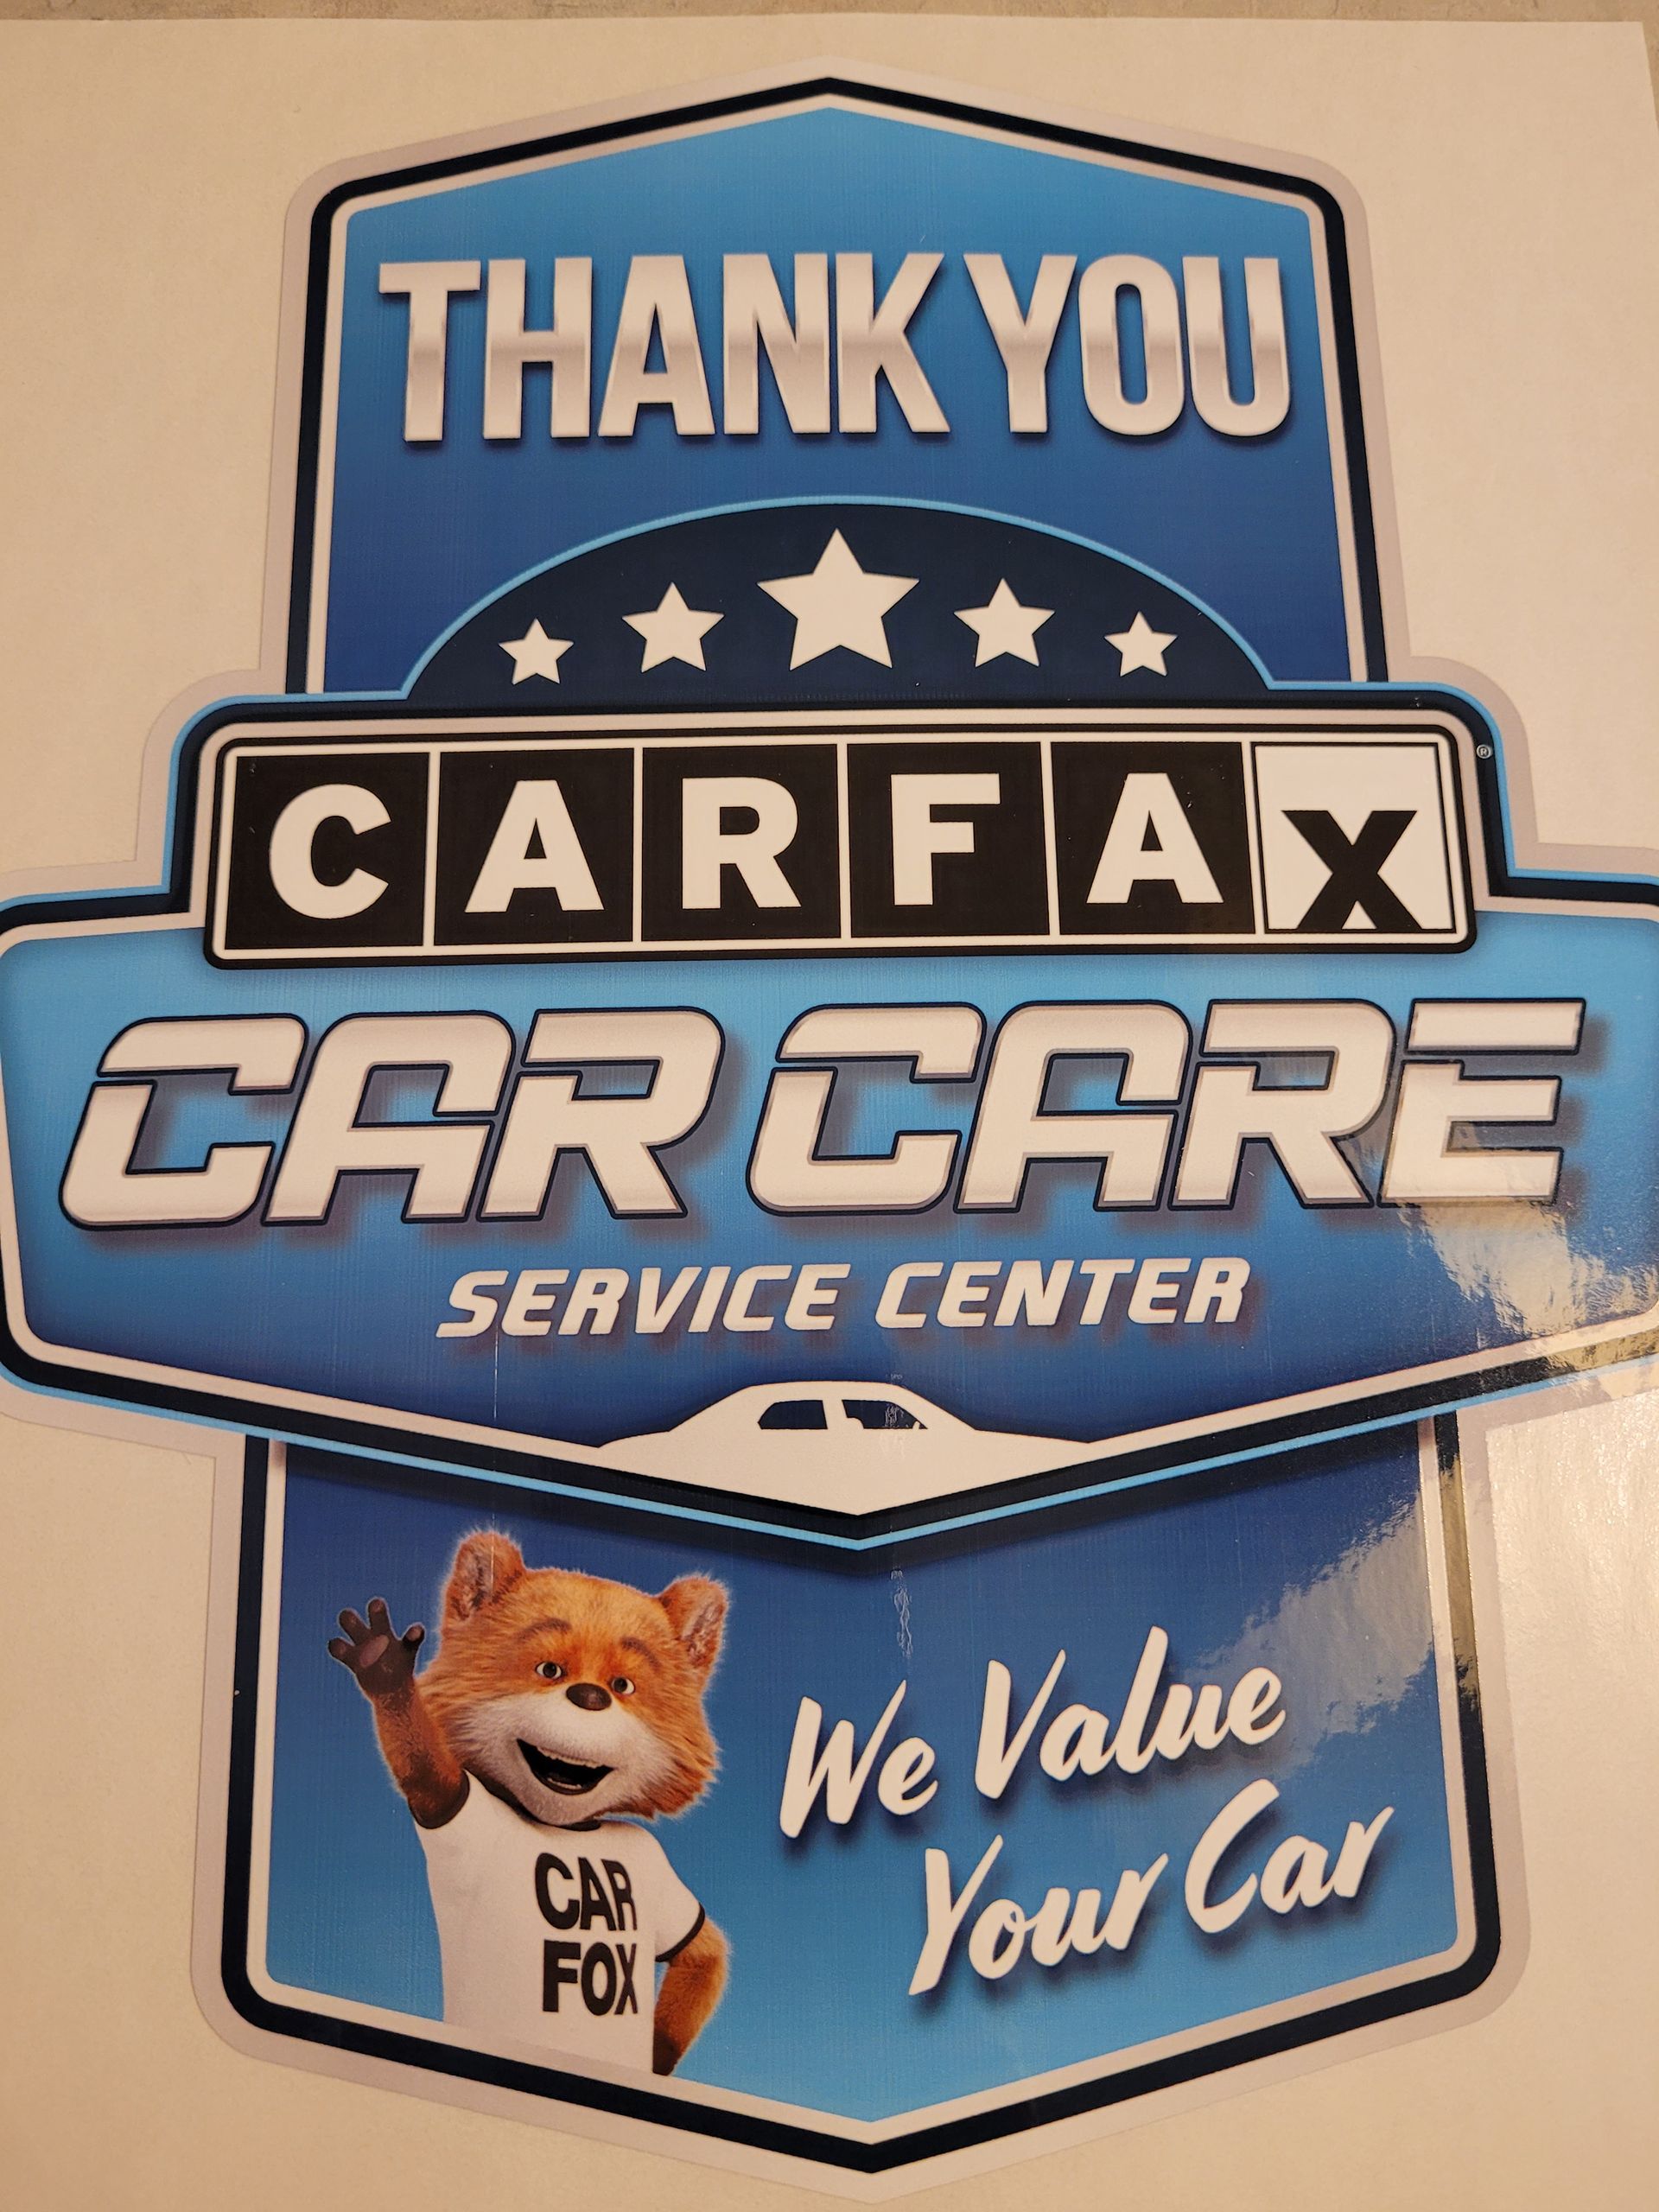 THANK YOU
CARFAX®
CAR CARE
SERVICE CENTER
We Value
Your Car
CAR
FOX